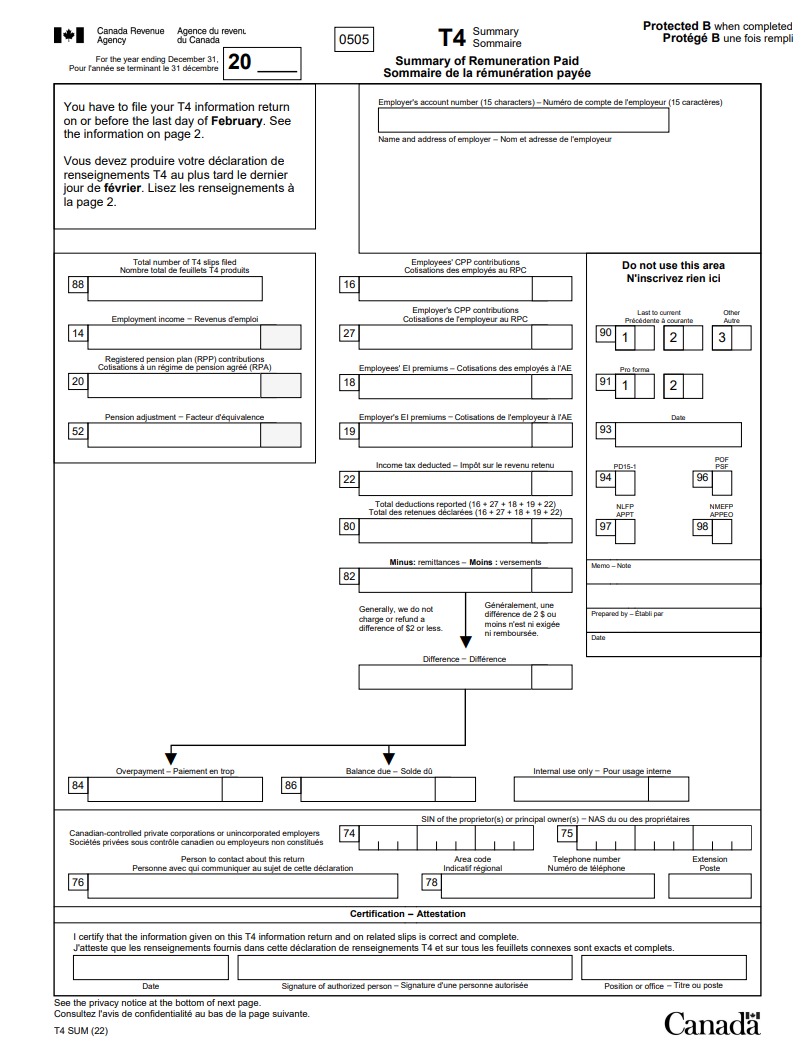 Canada Revenue Agency
Agence du revenu du Canada
0505
T4 Summary Sommaire
Protected B when completed
Protégé B une fois rempli
For the year ending December 31,
Pour l'année se terminant le 31 décembre
20
Summary of Remuneration Paid
Sommaire de la rémunération payée
You have to file your T4 information return
on or before the last day of February. See
the information on page 2.
Vous devez produire votre déclaration de
renseignements T4 au plus tard le dernier
jour de février. Lisez les renseignements à
la page 2.
Employer's account number (15 characters) – Numéro de compte de l'employeur (15 caractères)
Name and address of employer – Nom et adresse de l'employeur
Total number of T4 slips filed
Nombre total de feuillets T4 produits
88
Employment income – Revenus d'emploi
14
Registered pension plan (RPP) contributions
Cotisations à un régime de pension agréé (RPA)
20
Pension adjustment – Facteur d'équivalence
52
Employees' CPP contributions
Cotisations des employés au RPC
16
Employer's CPP contributions
Cotisations de l'employeur au RPC
27
Employees' EI premiums – Cotisations des employés à l'AE
18
Employer's EI premiums – Cotisations de l'employeur à l'AE
19
Income tax deducted – Impôt sur le revenu retenu
22
Total deductions reported (16 + 27 + 18 + 19 + 22)
Total des retenues déclarées (16 + 27 + 18 + 19 + 22)
80
Minus: remittances – Moins : versements
82
Generally, we do not
charge or refund a
difference of $2 or less.
Généralement, une
différence de 2 $ ou
moins n'est ni exigée
ni remboursée.
Difference – Différence
Do not use this area
N'inscrivez rien ici
Last to current
Précédente à courante
Other
Autre
90 1 2 3
Pro forma
91 1 2
Date
93
PD15-1
94
POF
PSF
96
NLFP
APPT
97
NMEFP
APPEO
98
Memo – Note
Prepared by – Établi par
Date
Overpayment – Paiement en trop
84
Balance due – Solde dû
86
Internal use only – Pour usage interne
SIN of the proprietor(s) or principal owner(s) – NAS du ou des propriétaires
Canadian-controlled private corporations or unincorporated employers
Sociétés privées sous contrôle canadien ou employeurs non constitués
74
75
Person to contact about this return
Personne avec qui communiquer au sujet de cette déclaration
76
Area code
Indicatif régional
78
Telephone number
Numéro de téléphone
Extension
Poste
Certification – Attestation
I certify that the information given on this T4 information return and on related slips is correct and complete.
J'atteste que les renseignements fournis dans cette déclaration de renseignements T4 et sur tous les feuillets connexes sont exacts et complets.
Date
Signature of authorized person – Signature d'une personne autorisée
Position or office – Titre ou poste
See the privacy notice at the bottom of next page.
Consultez l'avis de confidentialité au bas de la page suivante.
T4 SUM (22)
Canada